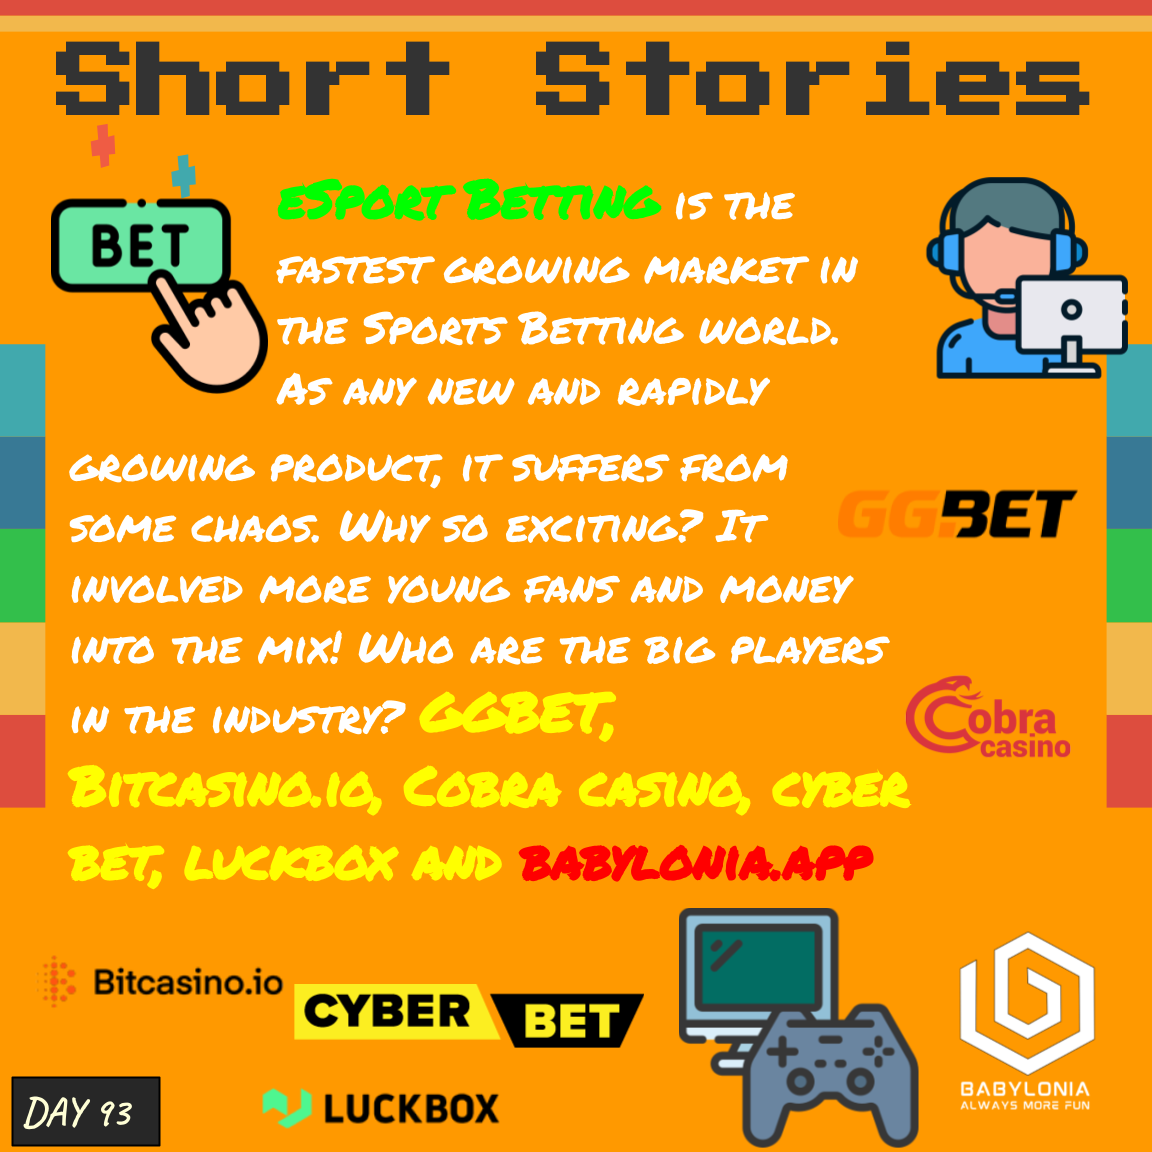 Short Stories
BET
eSport Betting is the
fastest growing market in
the Sports Betting world.
As any new and rapidly
growing product, it suffers from
some chaos. Why so exciting? It
involved more young fans and money
into the mix! Who are the big players
in the industry? GGBET,
Bitcasino.io, Cobra casino, cyber
bet, luckbox and babylonia.app
GG.BET
Cobra
casino
Bitcasino.io
CYBER BET
LUCKBOX
BABYLONIA
ALWAYS MORE FUN
DAY 93